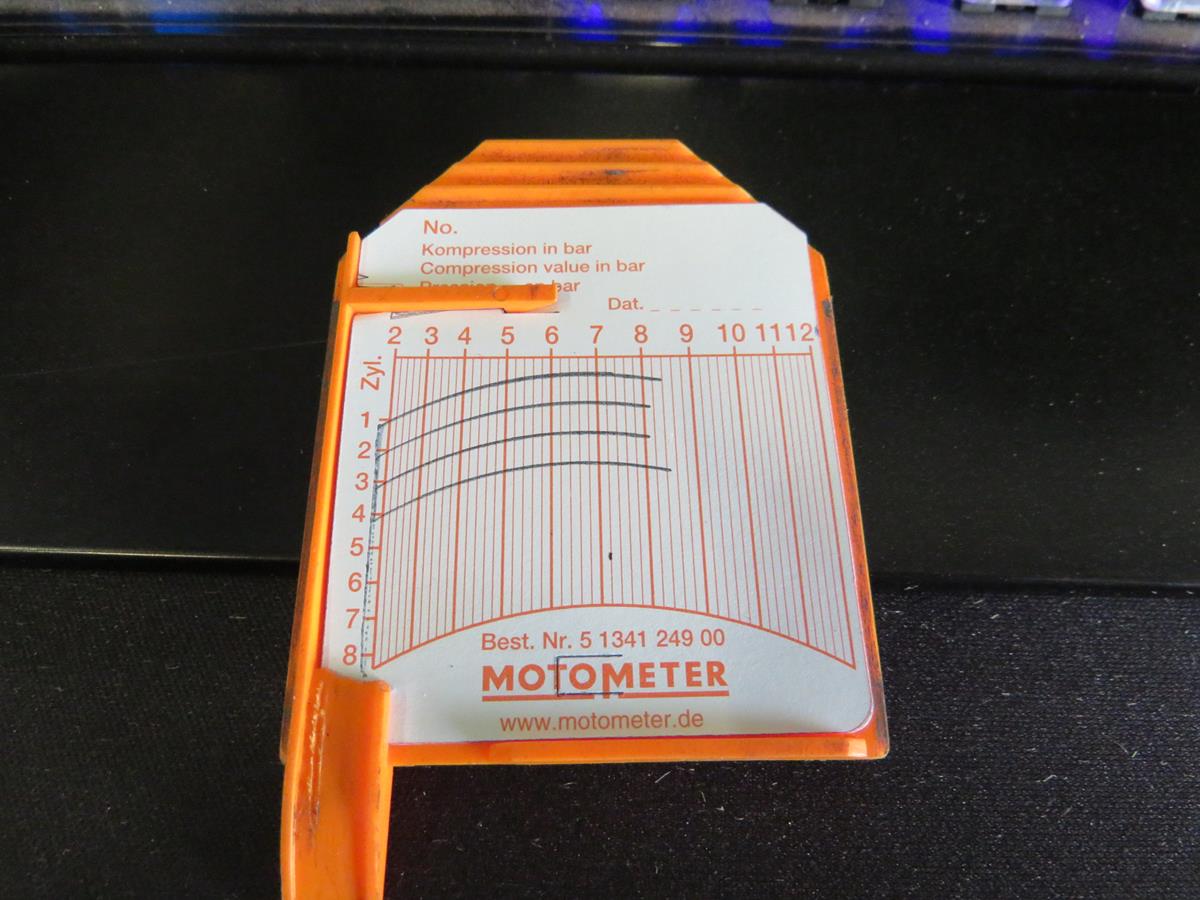 No.
Kompression in bar
Compression value in bar
bar
Dat.
2 3 4 5 6 7 8 9 10 11 12
Zyl.
1
2
3
4
5
6
7
8
Best. Nr. 5 1341 249 00
MOTOMETER
www.motometer.de